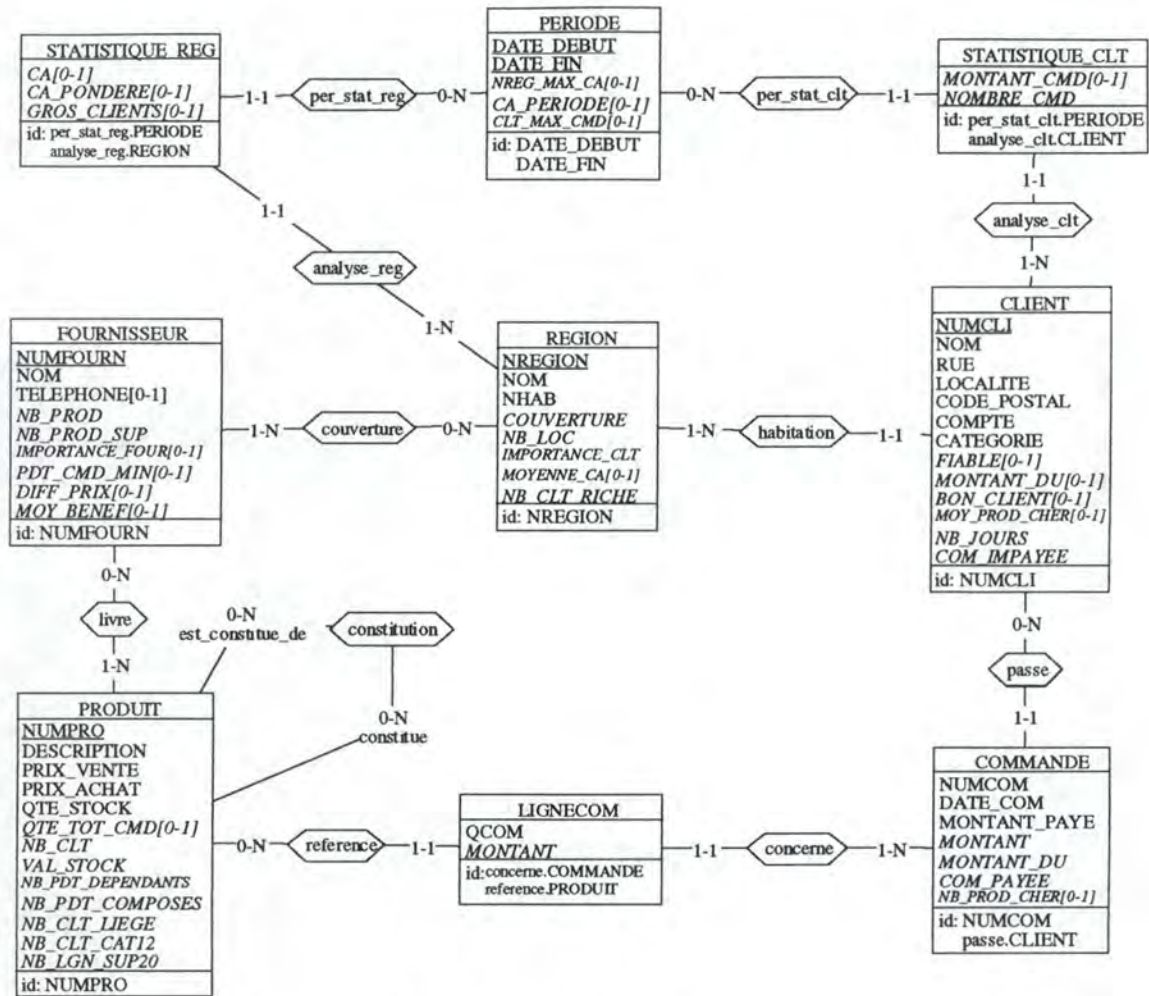 STATISTIQUE_REG
CA[0-1]
CA_PONDERE[0-1]
GROS_CLIENTS[0-1]
id: per_stat_reg.PERIODE
analyse_reg.REGION
1-1
per_stat_reg
0-N
PERIODE
DATE_DEBUT
DATE_FIN
NREG_MAX_CA[0-1]
CA_PERIODE[0-1]
CLT_MAX_CMD[0-1]
id: DATE_DEBUT
DATE_FIN
0-N
per_stat_clt
1-1
STATISTIQUE_CLT
MONTANT_CMD[0-1]
NOMBRE_CMD
id: per_stat_clt.PERIODE
analyse_clt.CLIENT
1-1
analyse_reg
1-N
1-1
analyse_clt
1-N
FOURNISSEUR
NUMFOURN
NOM
TELEPHONE[0-1]
NB_PROD
NB_PROD_SUP
IMPORTANCE_FOUR[0-1]
PDT_CMD_MIN[0-1]
DIFF_PRIX[0-1]
MOY_BENEF[0-1]
id: NUMFOURN
1-N
couverture
0-N
REGION
NREGION
NOM
NHAB
COUVERTURE
NB_LOC
IMPORTANCE_CLT
MOYENNE_CA[0-1]
NB_CLT_RICHE
id: NREGION
1-N
habitation
1-1
CLIENT
NUMCLI
NOM
RUE
LOCALITE
CODE_POSTAL
COMPTE
CATEGORIE
FIABLE[0-1]
MONTANT_DU[0-1]
BON_CLIENT[0-1]
MOY_PROD_CHER[0-1]
NB_JOURS
COM_IMPAYEE
id: NUMCLI
0-N
livre
1-N
0-N
est_constitue_de
constitution
0-N
constitue
0-N
passe
1-1
PRODUIT
NUMPRO
DESCRIPTION
PRIX_VENTE
PRIX_ACHAT
QTE_STOCK
QTE_TOT_CMD[0-1]
NB_CLT
VAL_STOCK
NB_PDT_DEPENDANTS
NB_PDT_COMPOSES
NB_CLT_LIEGE
NB_CLT_CAT12
NB_LGN_SUP20
id: NUMPRO
0-N
reference
1-1
LIGNECOM
QCOM
MONTANT
id:concerne.COMMANDE
reference.PRODUIT
1-1
concerne
1-N
COMMANDE
NUMCOM
DATE_COM
MONTANT_PAYE
MONTANT
MONTANT_DU
COM_PAYEE
NB_PROD_CHER[0-1]
id: NUMCOM
passe.CLIENT